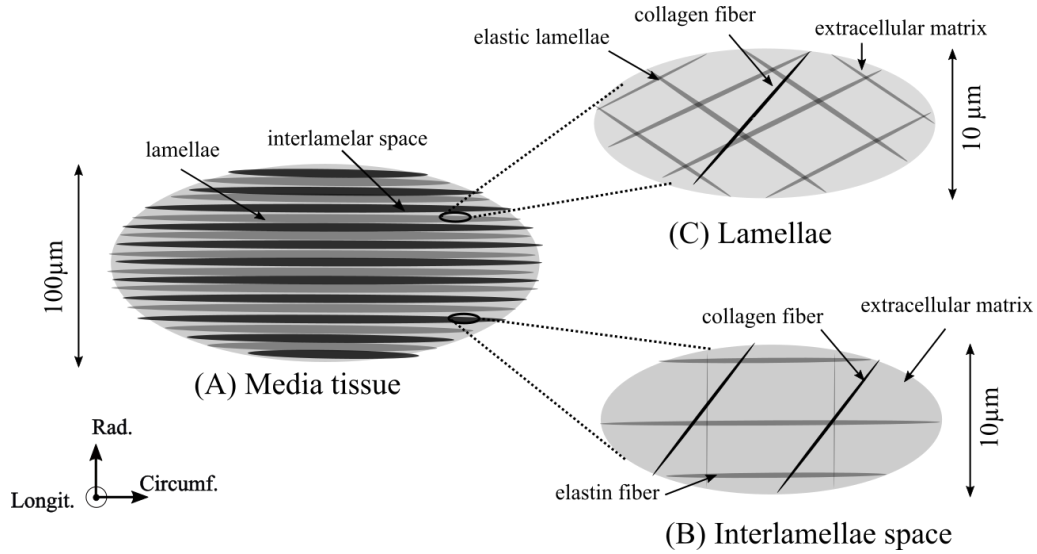 collagen fiber
elastic lamellae
extracellular matrix
10 μm
(C) Lamellae
interlamelar space
lamellae
100μm
(A) Media tissue
extracellular matrix
collagen fiber
10μm
elastin fiber
(B) Interlamellae space
Rad.
Longit.
Circumf.